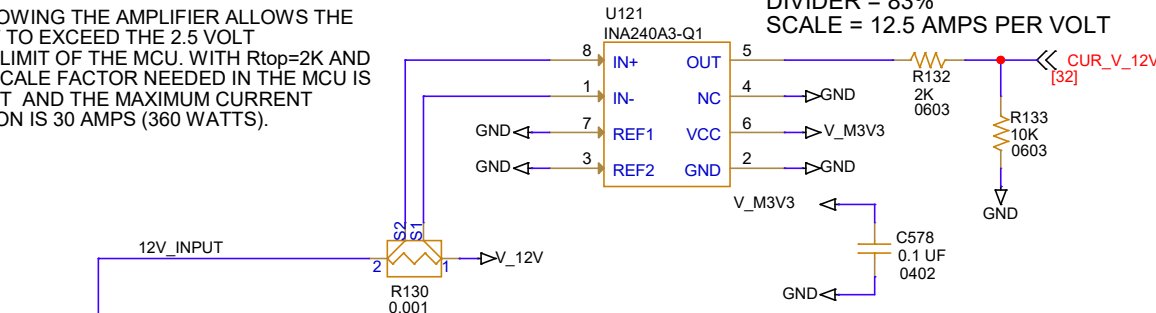 OWING THE AMPLIFIER ALLOWS THE
TO EXCEED THE 2.5 VOLT
LIMIT OF THE MCU. WITH Rtop=2K AND
CALE FACTOR NEEDED IN THE MCU IS
T AND THE MAXIMUM CURRENT
ON IS 30 AMPS (360 WATTS).
DIVIDER = 83%
SCALE = 12.5 AMPS PER VOLT
U121
INA240A3-Q1
8 IN+ OUT 5
1 IN- NC 4 GND
GND 7 REF1 VCC 6 V_M3V3
GND 3 REF2 GND 2 GND
R132
2K
0603
CUR_V_12V
[32]
R133
10K
0603
GND
V_M3V3
C578
0.1 UF
0402
GND
12V_INPUT
S2 S1
2 1 V_12V
R130
0.001